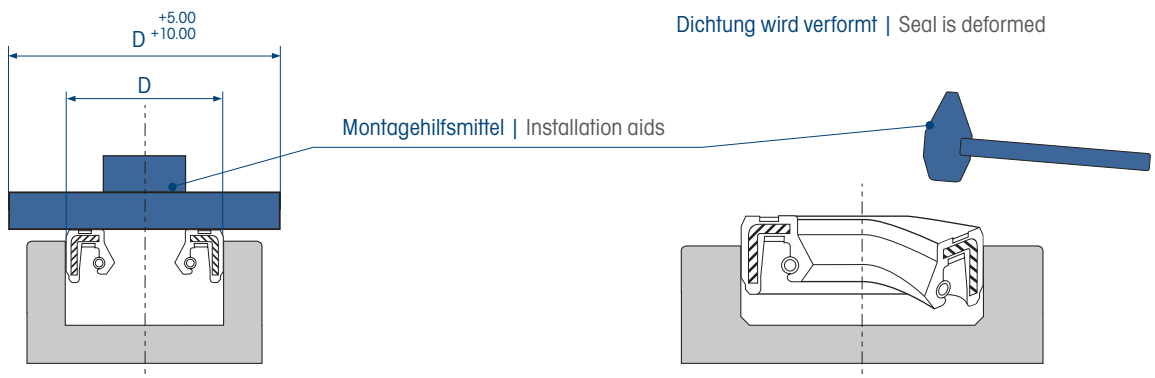 +5.00
D +10.00
Dichtung wird verformt | Seal is deformed
D
Montagehilfsmittel | Installation aids